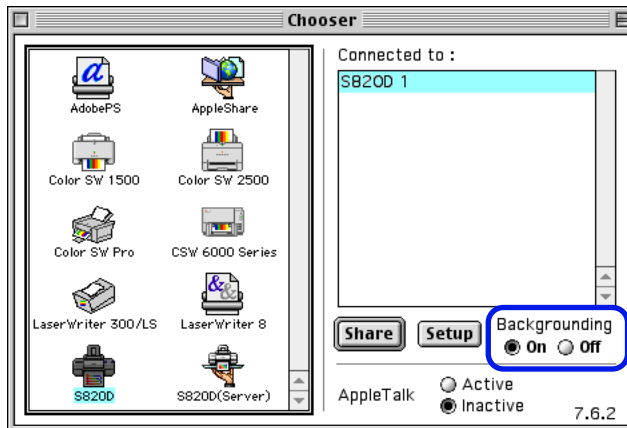 Chooser
AdobePS
AppleShare
Color SW 1500
Color SW 2500
Color SW Pro
CSW 6000 Series
LaserWriter 300/LS
LaserWriter 8
S820D
S820D(Server)
Connected to :
S820D 1
Share
Setup
Backgrounding
On Off
AppleTalk
Active
Inactive
7.6.2